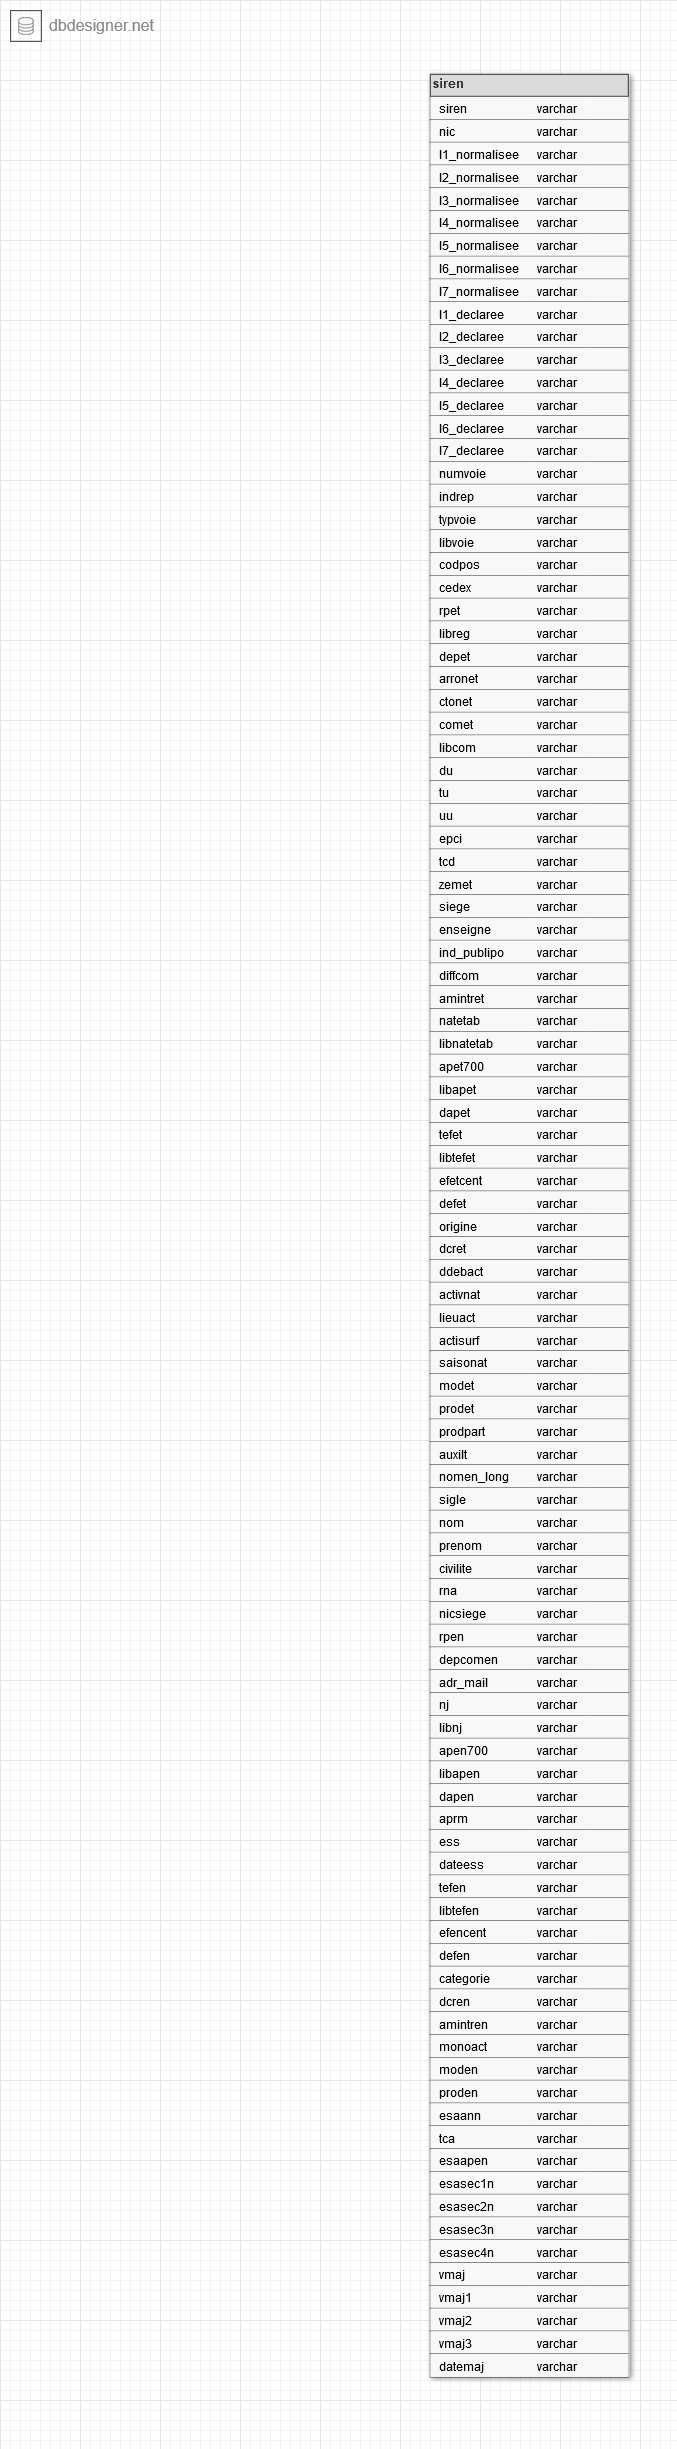 dbdesigner.net
siren
siren varchar
nic varchar
l1_normalisee varchar
l2_normalisee varchar
l3_normalisee varchar
l4_normalisee varchar
l5_normalisee varchar
l6_normalisee varchar
l7_normalisee varchar
l1_declaree varchar
l2_declaree varchar
l3_declaree varchar
l4_declaree varchar
l5_declaree varchar
l6_declaree varchar
l7_declaree varchar
numvoie varchar
indrep varchar
typvoie varchar
libvoie varchar
codpos varchar
cedex varchar
rpet varchar
libreg varchar
depet varchar
arronet varchar
ctonet varchar
comet varchar
libcom varchar
du varchar
tu varchar
uu varchar
epci varchar
tcd varchar
zemet varchar
siege varchar
enseigne varchar
ind_publipo varchar
diffcom varchar
amintret varchar
natetab varchar
libnatetab varchar
apet700 varchar
libapet varchar
dapet varchar
tefet varchar
libtefet varchar
efetcent varchar
defet varchar
origine varchar
dcret varchar
ddebact varchar
activnat varchar
lieuact varchar
actisurf varchar
saisonat varchar
modet varchar
prodet varchar
prodpart varchar
auxilt varchar
nomen_long varchar
sigle varchar
nom varchar
prenom varchar
civilite varchar
rna varchar
nicsiege varchar
rpen varchar
depcomen varchar
adr_mail varchar
nj varchar
libnj varchar
apen700 varchar
libapen varchar
dapen varchar
aprm varchar
ess varchar
dateess varchar
tefen varchar
libtefen varchar
efencent varchar
defen varchar
categorie varchar
dcren varchar
amintren varchar
monoact varchar
moden varchar
proden varchar
esaann varchar
tca varchar
esaapen varchar
esasec1n varchar
esasec2n varchar
esasec3n varchar
esasec4n varchar
vmaj varchar
vmaj1 varchar
vmaj2 varchar
vmaj3 varchar
datemaj varchar